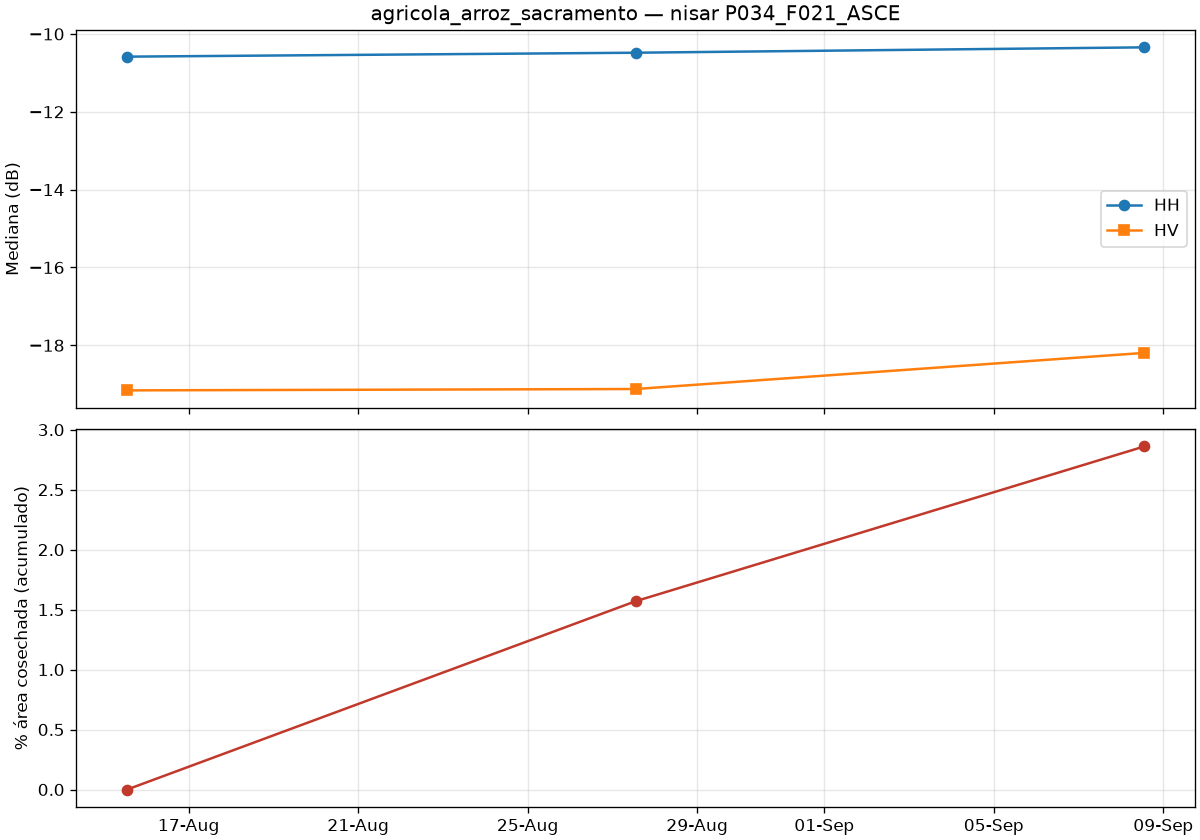 agricola_arroz_sacramento — nisar P034_F021_ASCE
Mediana (dB)
−10
−12
−14
−16
−18
HH
HV
% área cosechada (acumulado)
3.0
2.5
2.0
1.5
1.0
0.5
0.0
17-Aug 21-Aug 25-Aug 29-Aug 01-Sep 05-Sep 09-Sep